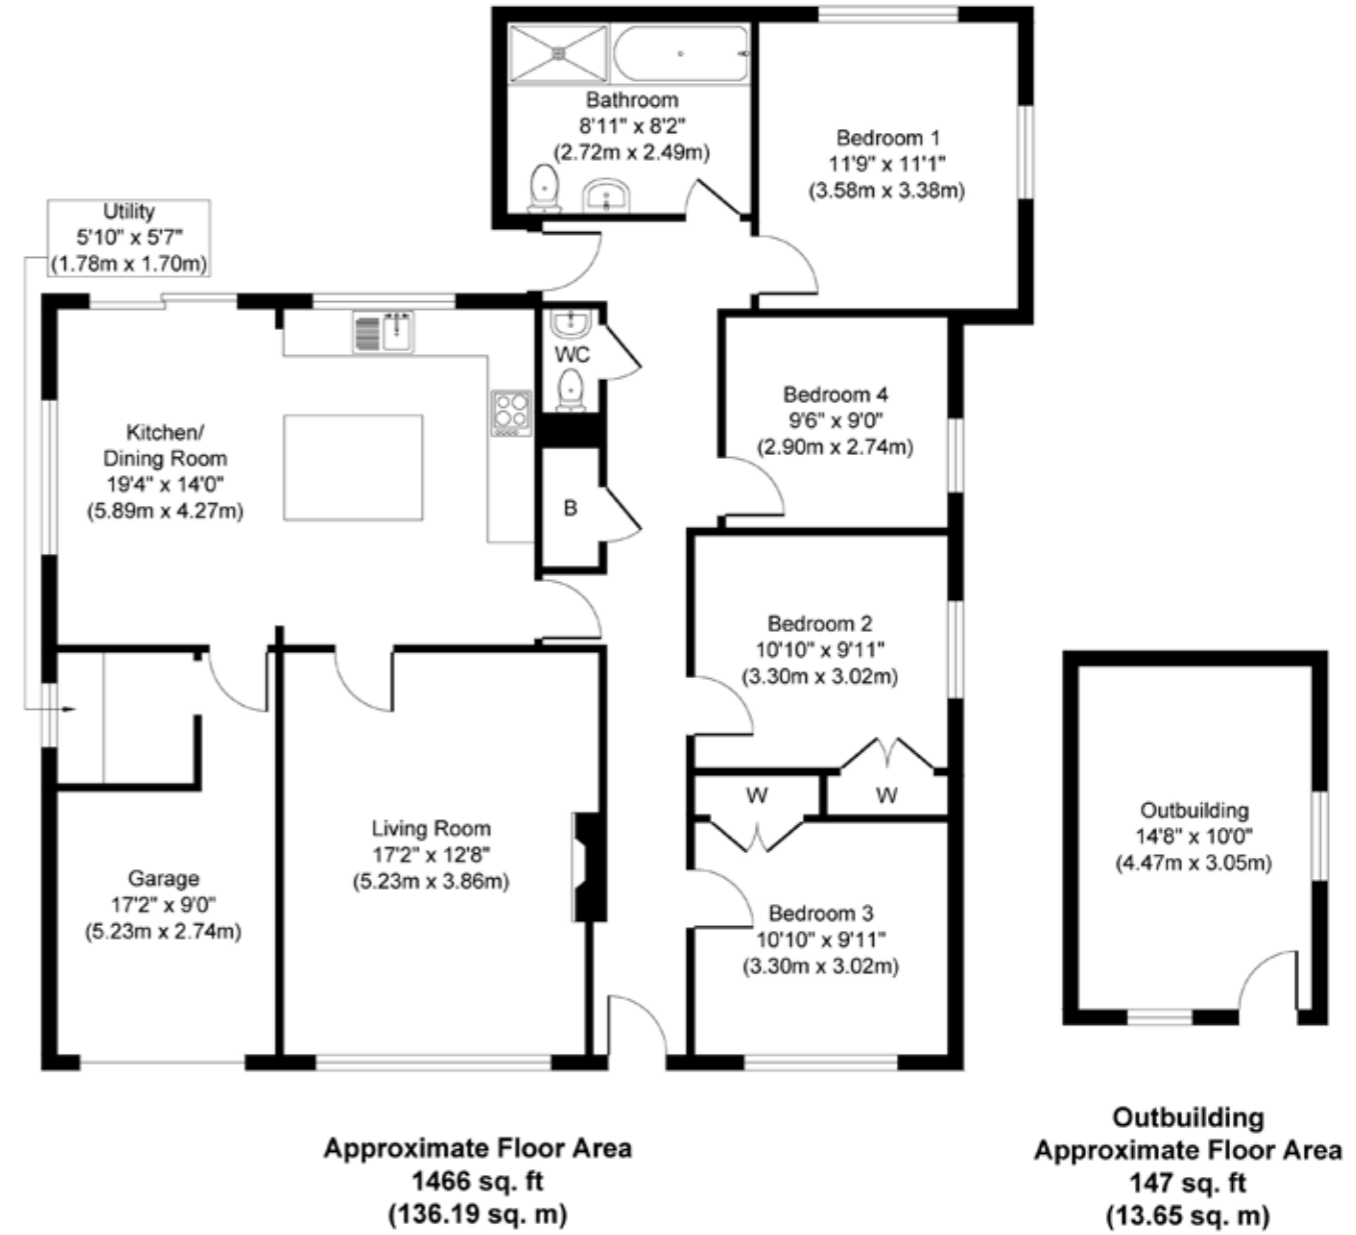 Bathroom
8'11" x 8'2"
(2.72m x 2.49m)
Bedroom 1
11'9" x 11'1"
(3.58m x 3.38m)
Utility
5'10" x 5'7"
(1.78m x 1.70m)
WC
Bedroom 4
9'6" x 9'0"
(2.90m x 2.74m)
Kitchen/
Dining Room
19'4" x 14'0"
(5.89m x 4.27m)
B
Bedroom 2
10'10" x 9'11"
(3.30m x 3.02m)
W
W
Living Room
17'2" x 12'8"
(5.23m x 3.86m)
Garage
17'2" x 9'0"
(5.23m x 2.74m)
Bedroom 3
10'10" x 9'11"
(3.30m x 3.02m)
Outbuilding
14'8" x 10'0"
(4.47m x 3.05m)
Approximate Floor Area
1466 sq. ft
(136.19 sq. m)
Outbuilding
Approximate Floor Area
147 sq. ft
(13.65 sq. m)